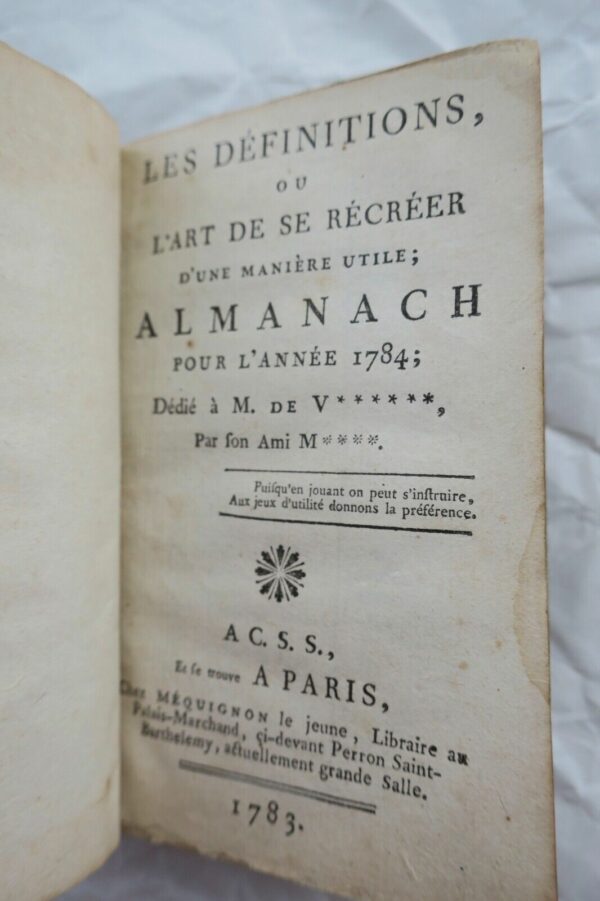 LES DÉFINITIONS,
OU
L'ART DE SE RÉCRÉER
D'UNE MANIÈRE UTILE;
ALMANACH
POUR L'ANNÉE 1784;
Dédié à M. DE V******,
Par ſon Ami M****.
Puiſqu'en jouant on peut s'inſtruire,
Aux jeux d'utilité donnons la préférence.
A C. S. S.,
Et ſe trouve A PARIS,
Chez MÉQUIGNON le jeune, Libraire au
Palais-Marchand, çi-devant Perron Saint-
Barthelemy, actuellement grande Salle.
1783.